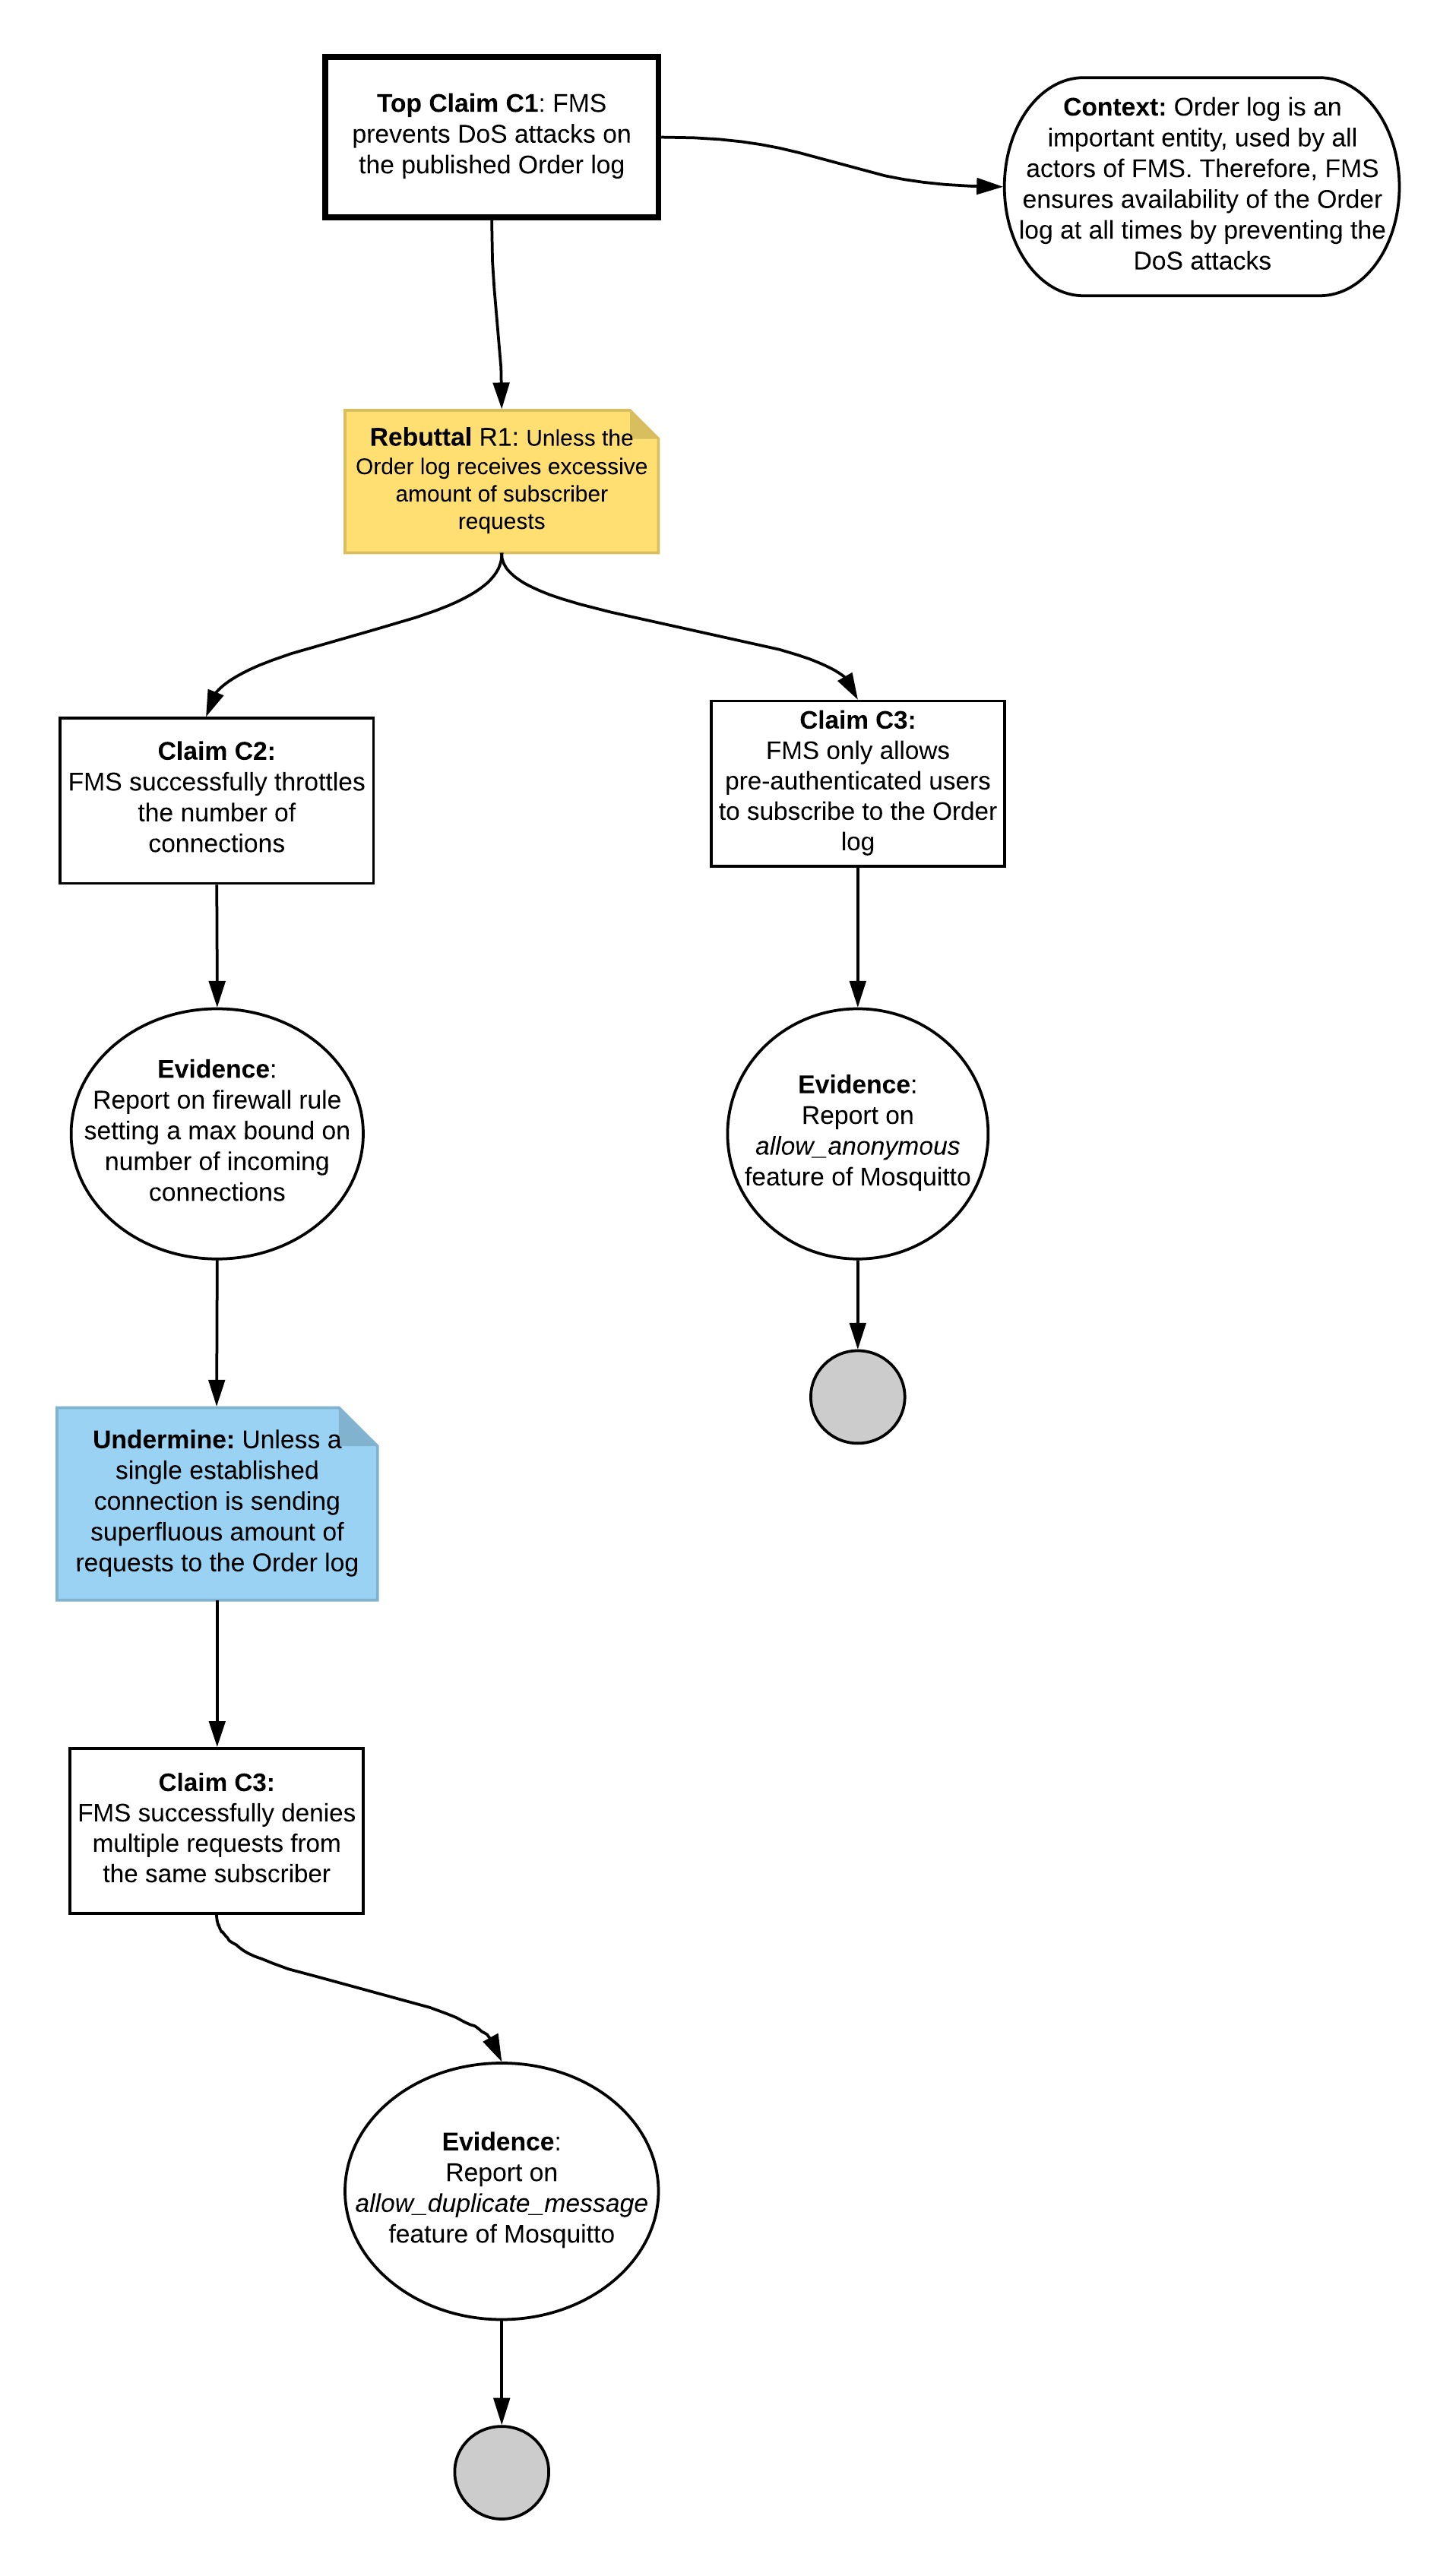 Top Claim C1: FMS
prevents DoS attacks on
the published Order log
Context: Order log is an
important entity, used by all
actors of FMS. Therefore, FMS
ensures availability of the Order
log at all times by preventing the
DoS attacks
Rebuttal R1: Unless the
Order log receives excessive
amount of subscriber
requests
Claim C2:
FMS successfully throttles
the number of
connections
Claim C3:
FMS only allows
pre-authenticated users
to subscribe to the Order
log
Evidence:
Report on firewall rule
setting a max bound on
number of incoming
connections
Evidence:
Report on
allow_anonymous
feature of Mosquitto
Undermine: Unless a
single established
connection is sending
superfluous amount of
requests to the Order log
Claim C3:
FMS successfully denies
multiple requests from
the same subscriber
Evidence:
Report on
allow_duplicate_message
feature of Mosquitto